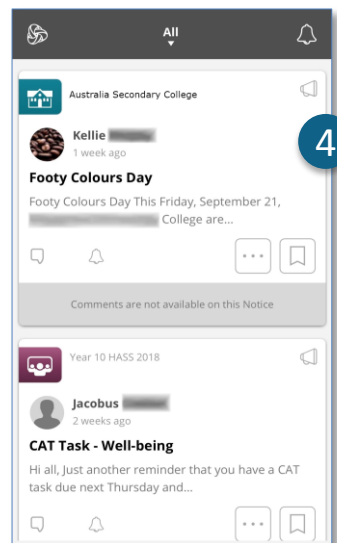 All
Australia Secondary College
Kellie
1 week ago
4
Footy Colours Day
Footy Colours Day This Friday, September 21,
College are...
Comments are not available on this Notice
Year 10 HASS 2018
Jacobus
2 weeks ago
CAT Task - Well-being
Hi all, Just another reminder that you have a CAT
task due next Thursday and...